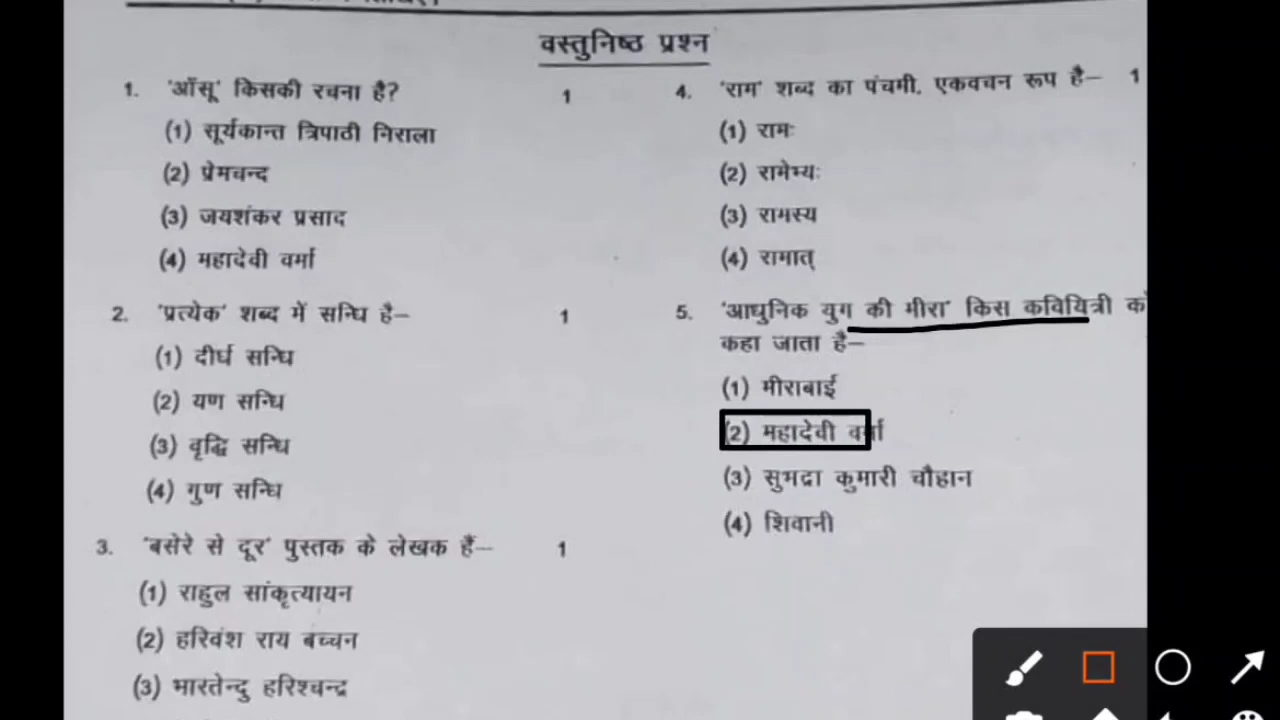 वस्तुनिष्ठ प्रश्न
1. 'आँसू' किसकी रचना है? 1
(1) सूर्यकान्त त्रिपाठी निराला
(2) प्रेमचन्द
(3) जयशंकर प्रसाद
(4) महादेवी वर्मा
2. 'प्रत्येक' शब्द में सन्धि है– 1
(1) दीर्घ सन्धि
(2) यण सन्धि
(3) वृद्धि सन्धि
(4) गुण सन्धि
3. 'बसेरे से दूर' पुस्तक के लेखक हैं– 1
(1) राहुल सांकृत्यायन
(2) हरिवंश राय बच्चन
(3) भारतेन्दु हरिश्चन्द्र
4. 'राम' शब्द का पंचमी, एकवचन रूप है– 1
(1) रामः
(2) रामेभ्यः
(3) रामस्य
(4) रामात्
5. 'आधुनिक युग की मीरा' किस कवियित्री
कहा जाता है–
(1) मीराबाई
(2) महादेवी वर्मा
(3) सुभद्रा कुमारी चौहान
(4) शिवानी